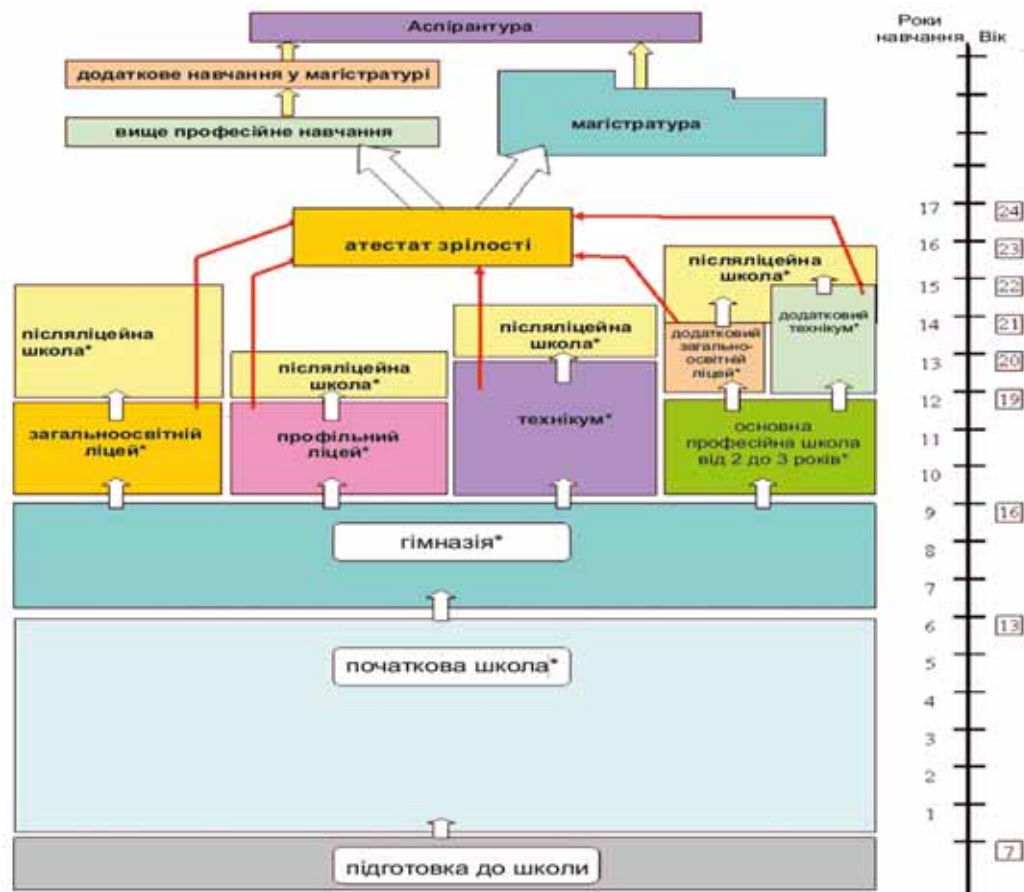 Аспірантура
Роки
навчання Вік
додаткове навчання у магістратурі
вище професійне навчання
магістратура
атестат зрілості
17 24
16 23
15 22
14 21
13 20
12 19
11
10
9 16
8
7
6 13
5
4
3
2
1
7
післяліцейна
школа*
післяліцейна
школа*
післяліцейна
школа*
післяліцейна
школа*
додатковий
загально-
освітній
ліцей*
додатковий
технікум*
загальноосвітній
ліцей*
профільний
ліцей*
технікум*
основна
професійна школа
від 2 до 3 років*
гімназія*
початкова школа*
підготовка до школи